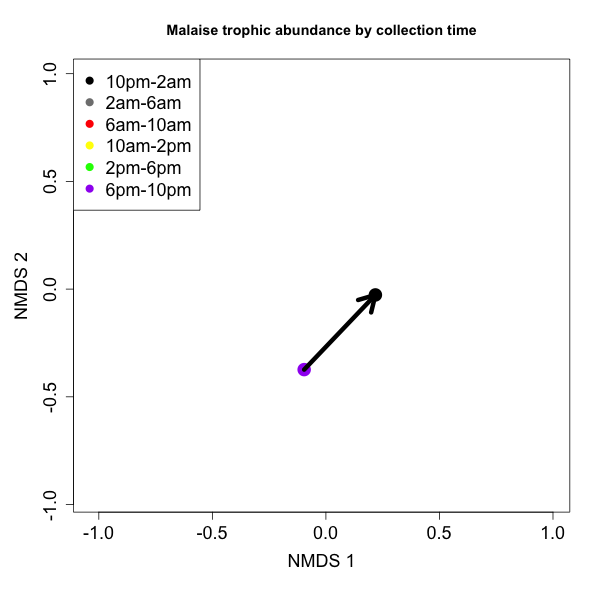 Malaise trophic abundance by collection time
1.0
10pm-2am
2am-6am
6am-10am
10am-2pm
2pm-6pm
6pm-10pm
0.5
0.0
-0.5
-1.0
NMDS 2
-1.0 -0.5 0.0 0.5 1.0
NMDS 1